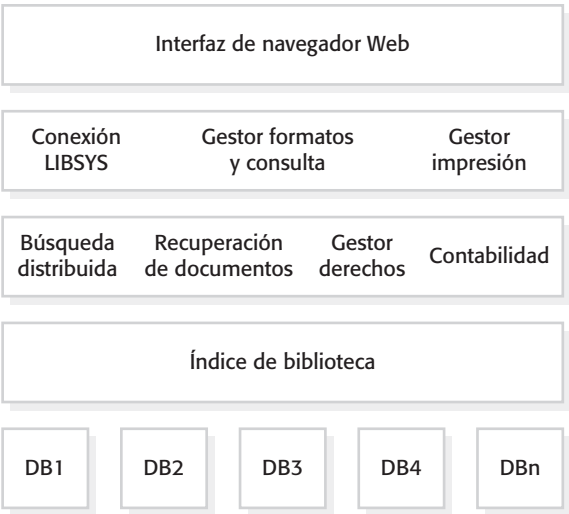 Interfaz de navegador Web
Conexión LIBSYS
Gestor formatos y consulta
Gestor impresión
Búsqueda distribuida
Recuperación de documentos
Gestor derechos
Contabilidad
Índice de biblioteca
DB1
DB2
DB3
DB4
DBn